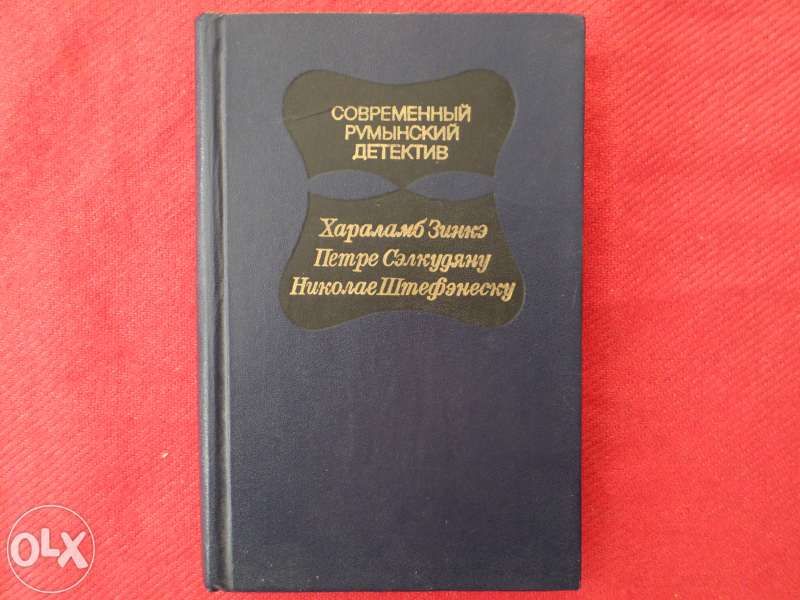 СОВРЕМЕННЫЙ
РУМЫНСКИЙ
ДЕТЕКТИВ
Хараламб Зинкэ
Петре Сэлкудяну
Николае Штефэнеску
OLX